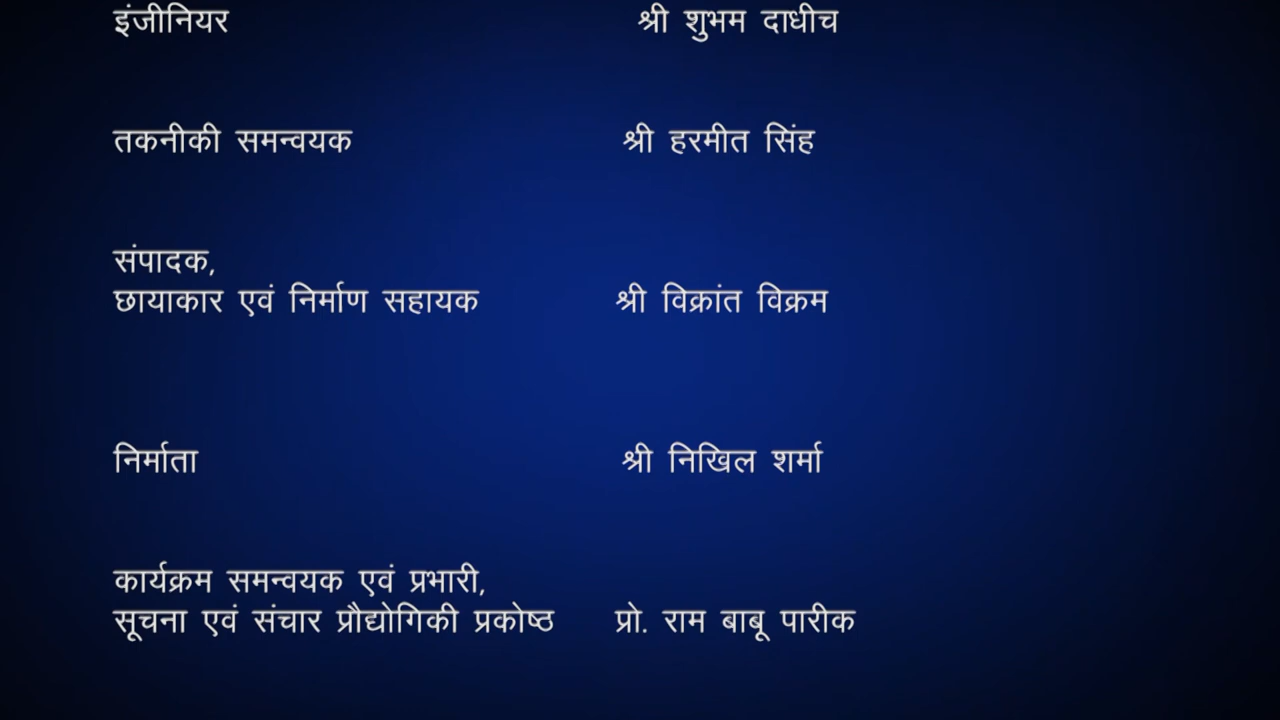 इंजीनियर श्री शुभम दाधीच
तकनीकी समन्वयक श्री हरमीत सिंह
संपादक,
छायाकार एवं निर्माण सहायक श्री विक्रांत विक्रम
निर्माता श्री निखिल शर्मा
कार्यक्रम समन्वयक एवं प्रभारी,
सूचना एवं संचार प्रौद्योगिकी प्रकोष्ठ प्रो. राम बाबू पारीक